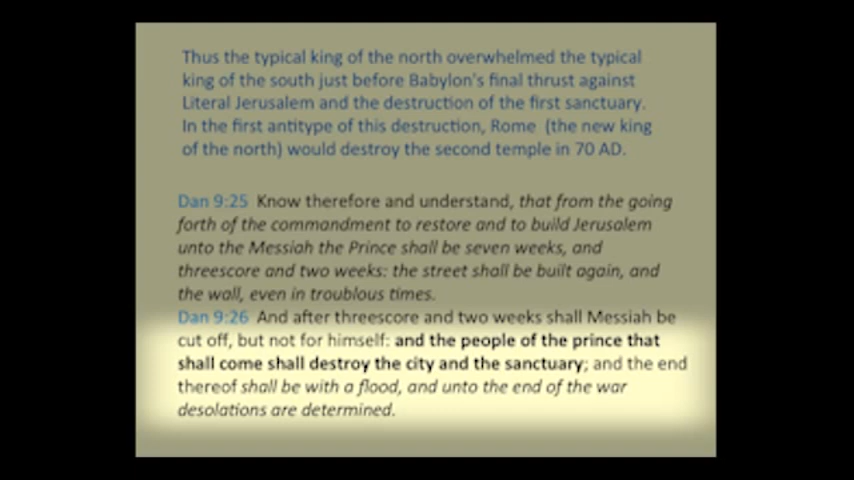 Thus the typical king of the north overwhelmed the typical
king of the south just before Babylon's final thrust against
Literal Jerusalem and the destruction of the first sanctuary.
In the first antitype of this destruction, Rome (the new king
of the north) would destroy the second temple in 70 AD.
Dan 9:25 Know therefore and understand, that from the going
forth of the commandment to restore and to build Jerusalem
unto the Messiah the Prince shall be seven weeks, and
threescore and two weeks: the street shall be built again, and
the wall, even in troublous times.
Dan 9:26 And after threescore and two weeks shall Messiah be
cut off, but not for himself: and the people of the prince that
shall come shall destroy the city and the sanctuary; and the end
thereof shall be with a flood, and unto the end of the war
desolations are determined.